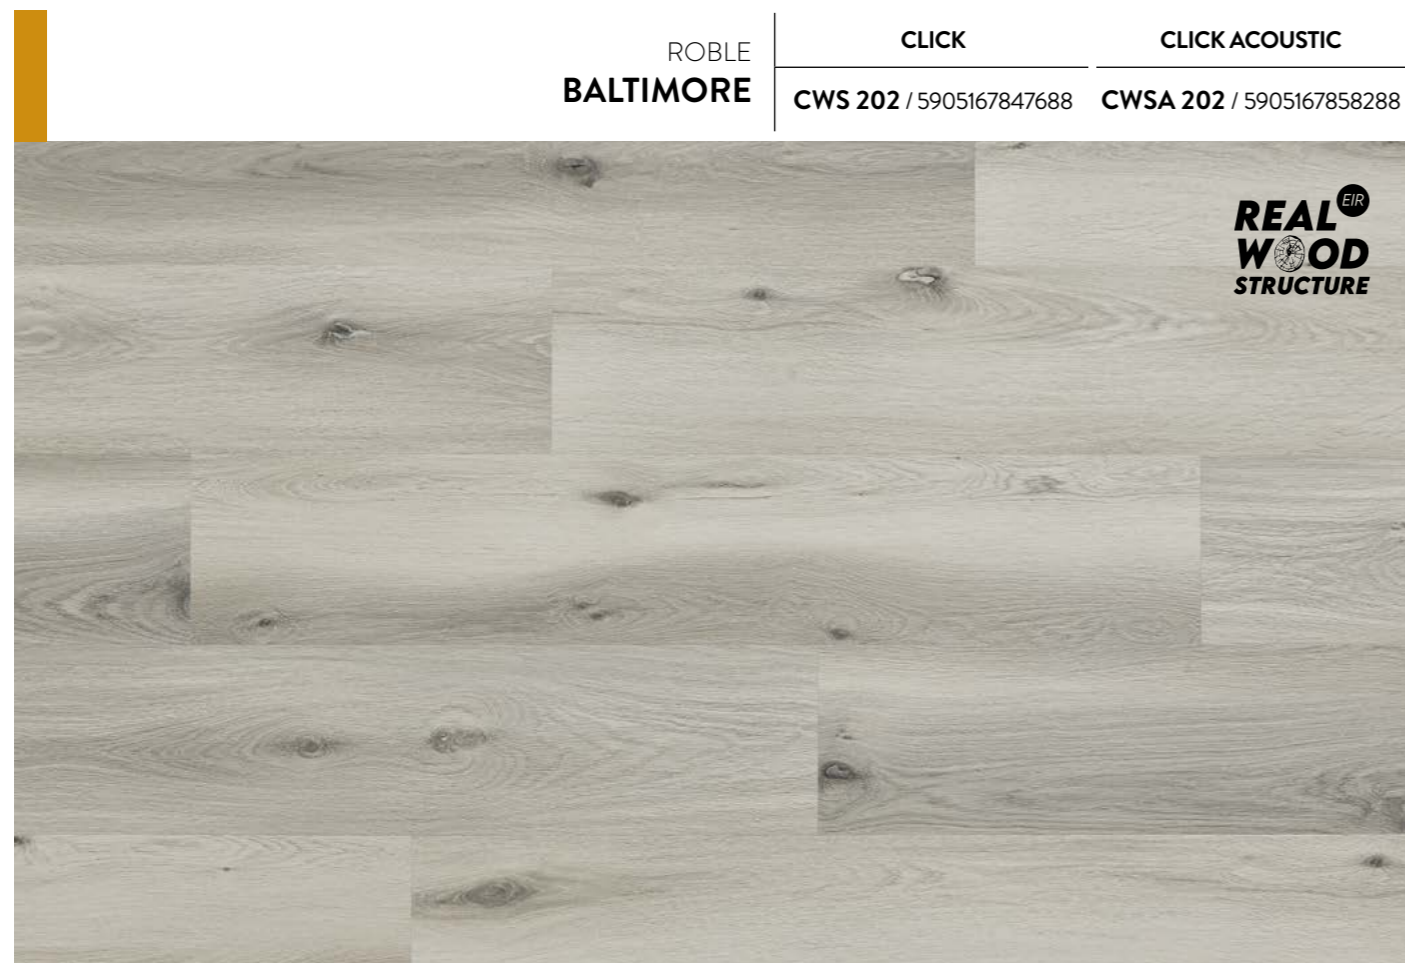 ROBLE
BALTIMORE
CLICK
CWS 202 / 5905167847688
CLICK ACOUSTIC
CWSA 202 / 5905167858288
REAL EIR
WOOD
STRUCTURE